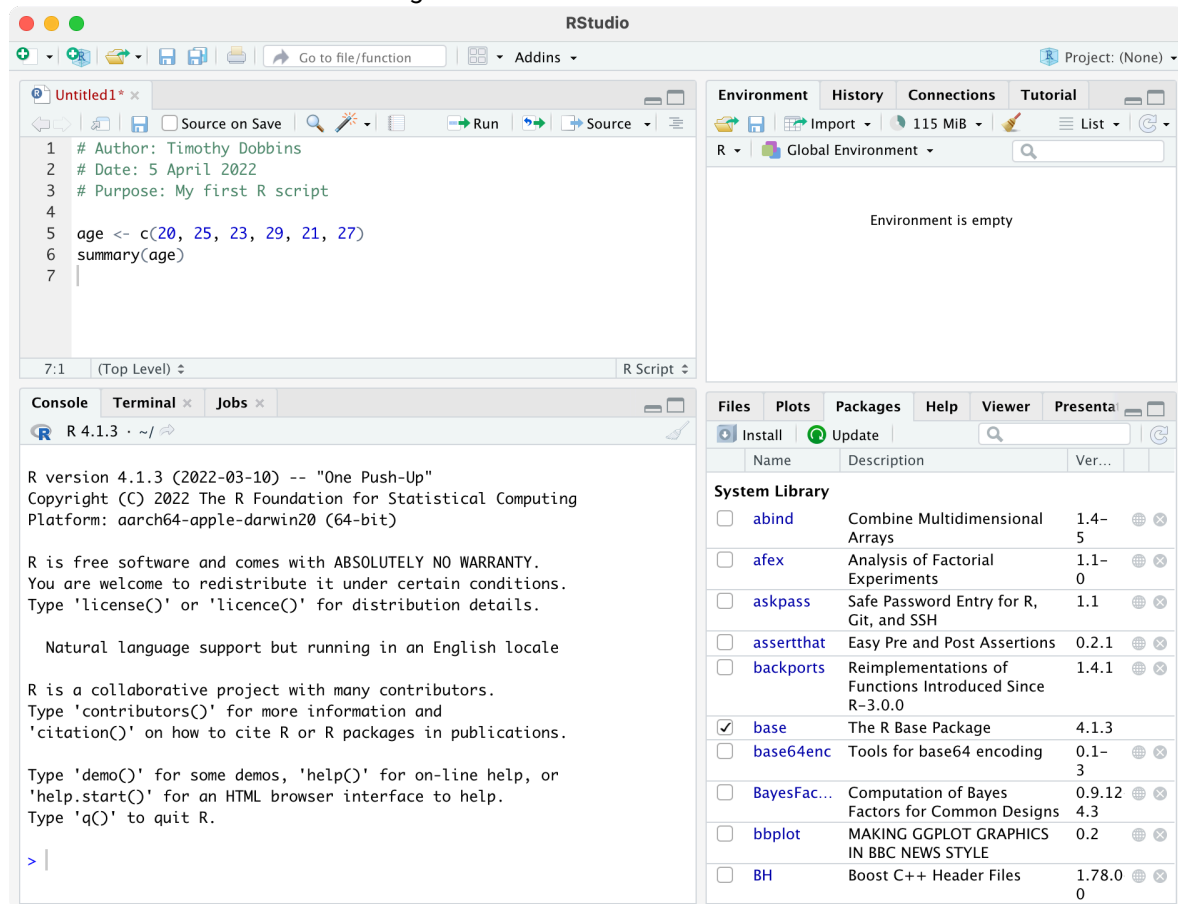 RStudio
Go to file/function
Addins
Project: (None)
Untitled1*
Source on Save
Run
Source
1 # Author: Timothy Dobbins
2 # Date: 5 April 2022
3 # Purpose: My first R script
4
5 age <- c(20, 25, 23, 29, 21, 27)
6 summary(age)
7
7:1 (Top Level) R Script
Console Terminal Jobs
R 4.1.3 · ~/
R version 4.1.3 (2022-03-10) -- "One Push-Up"
Copyright (C) 2022 The R Foundation for Statistical Computing
Platform: aarch64-apple-darwin20 (64-bit)
R is free software and comes with ABSOLUTELY NO WARRANTY.
You are welcome to redistribute it under certain conditions.
Type 'license()' or 'licence()' for distribution details.
Natural language support but running in an English locale
R is a collaborative project with many contributors.
Type 'contributors()' for more information and
'citation()' on how to cite R or R packages in publications.
Type 'demo()' for some demos, 'help()' for on-line help, or
'help.start()' for an HTML browser interface to help.
Type 'q()' to quit R.
>
Environment History Connections Tutorial
Import 115 MiB List
R Global Environment
Environment is empty
Files Plots Packages Help Viewer Presenta
Install Update
Name Description Ver...
System Library
abind Combine Multidimensional 1.4-
Arrays 5
afex Analysis of Factorial 1.1-
Experiments 0
askpass Safe Password Entry for R, 1.1
Git, and SSH
assertthat Easy Pre and Post Assertions 0.2.1
backports Reimplementations of 1.4.1
Functions Introduced Since
R-3.0.0
base The R Base Package 4.1.3
base64enc Tools for base64 encoding 0.1-
3
BayesFac... Computation of Bayes 0.9.12
Factors for Common Designs 4.3
bbplot MAKING GGPLOT GRAPHICS 0.2
IN BBC NEWS STYLE
BH Boost C++ Header Files 1.78.0
0